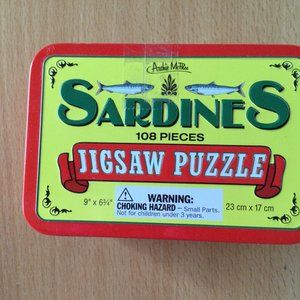 Archie McPhee
SARDINES
108 PIECES
JIGSAW PUZZLE
WARNING:
CHOKING HAZARD – Small Parts.
Not for children under 3 years.
9" x 6¾"
23 cm x 17 cm